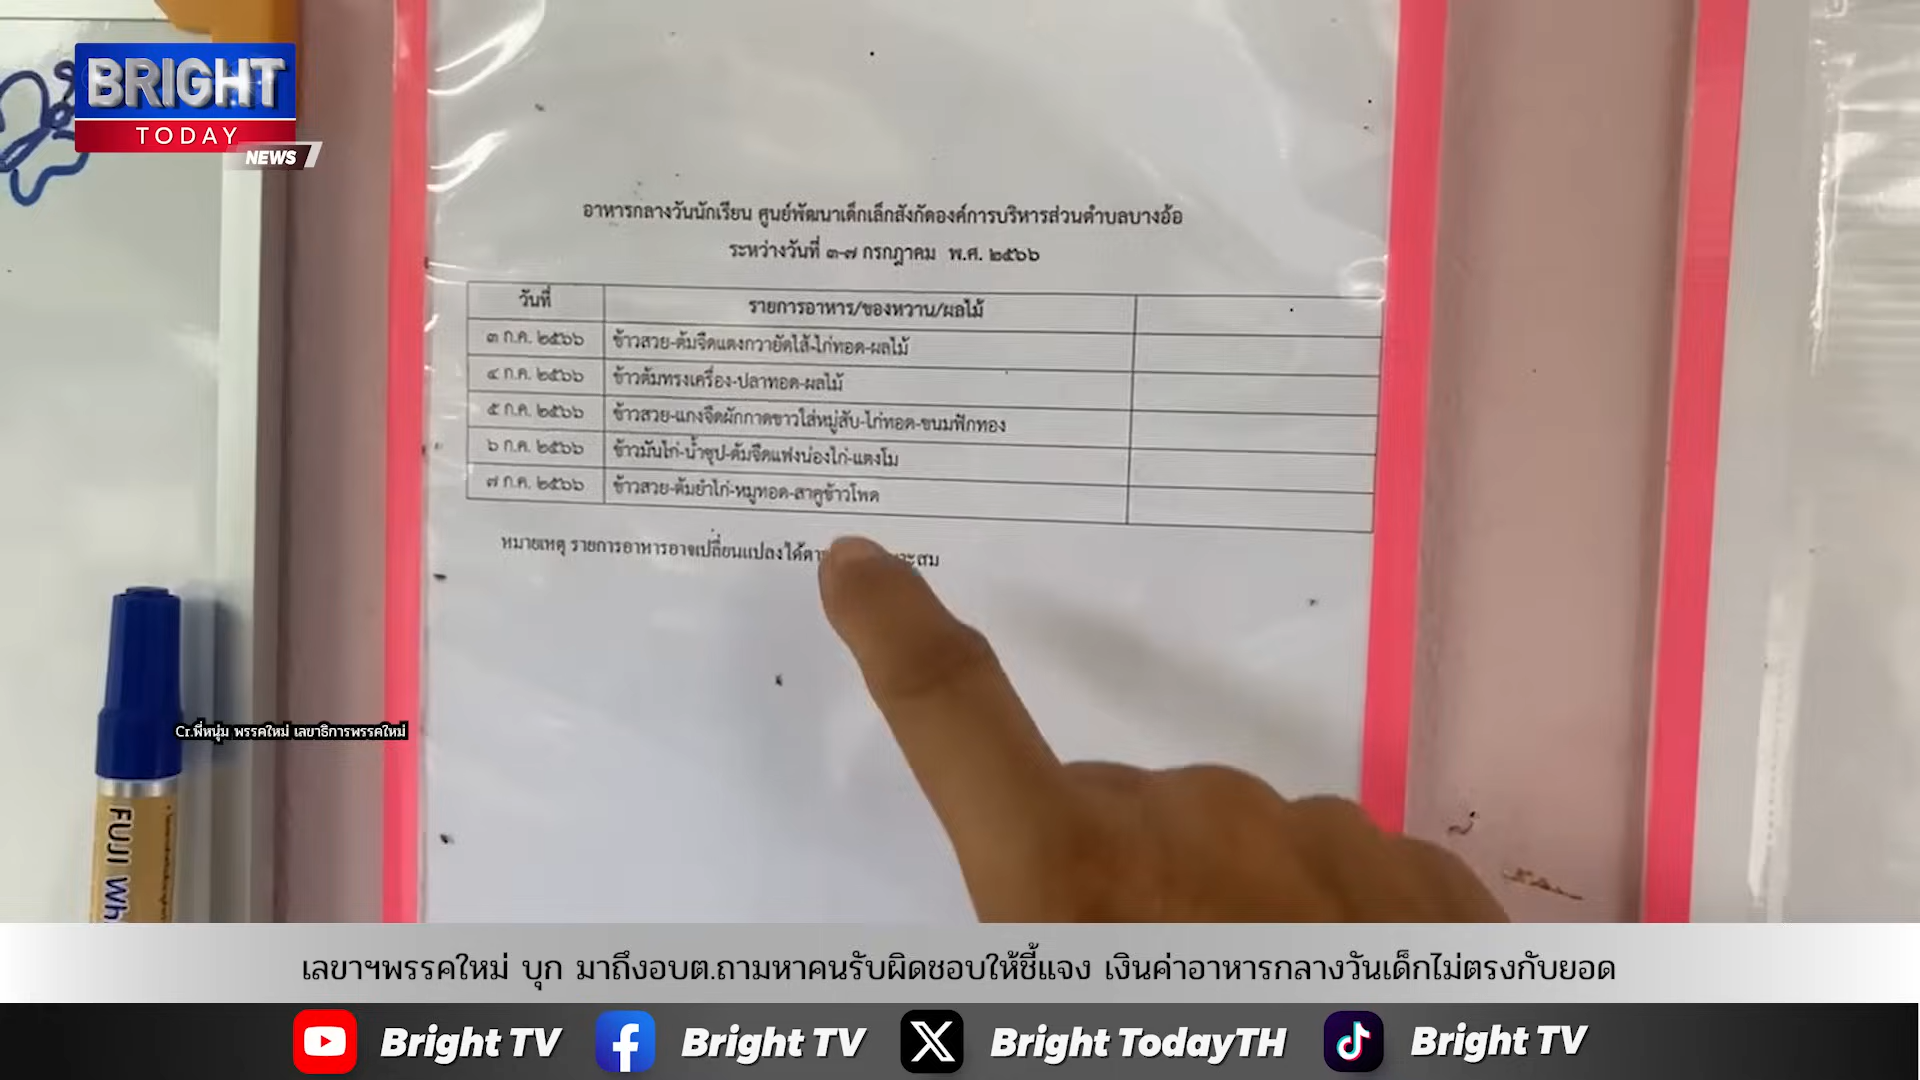 BRIGHT
TODAY
NEWS
อาหารกลางวันนักเรียน ศูนย์พัฒนาเด็กเล็กสังกัดองค์การบริหารส่วนตำบลบางอ้อ
ระหว่างวันที่ ๓-๗ กรกฎาคม พ.ศ. ๒๕๖๖
วันที่ รายการอาหาร/ของหวาน/ผลไม้
๓ ก.ค. ๒๕๖๖ ข้าวสวย-ต้มจืดแตงกวายัดไส้-ไก่ทอด-ผลไม้
๔ ก.ค. ๒๕๖๖ ข้าวต้มทรงเครื่อง-ปลาทอด-ผลไม้
๕ ก.ค. ๒๕๖๖ ข้าวสวย-แกงจืดผักกาดขาวใส่หมูสับ-ไก่ทอด-ขนมฟักทอง
๖ ก.ค. ๒๕๖๖ ข้าวมันไก่-น้ำซุป-ต้มจืดแฟงน่องไก่-แตงโม
๗ ก.ค. ๒๕๖๖ ข้าวสวย-ต้มยำไก่-หมูทอด-สาคูข้าวโพด
หมายเหตุ รายการอาหารอาจเปลี่ยนแปลงได้
Cr.พี่หนุ่ม พรรคใหม่ เลขาธิการพรรคใหม่
FUJI Wh
เลขาฯพรรคใหม่ บุก มาถึงอบต.ถามหาคนรับผิดชอบให้ชี้แจง เงินค่าอาหารกลางวันเด็กไม่ตรงกับยอด
Bright TV Bright TV Bright TodayTH Bright TV